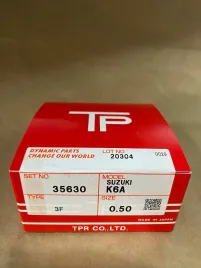 TP
DYNAMIC PARTS
CHANGE OUR WORLD
LOT NO
20304
SET NO
35630
MODEL
SUZUKI
K6A
TYPE
3F
SIZE
0.50
MADE IN JAPAN
TPR CO.,LTD.